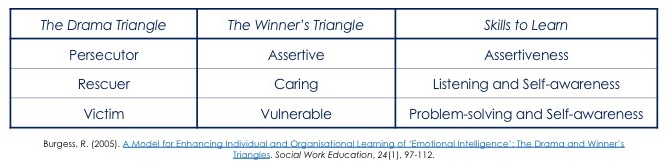 The Drama Triangle The Winner's Triangle Skills to Learn
Persecutor Assertive Assertiveness
Rescuer Caring Listening and Self-awareness
Victim Vulnerable Problem-solving and Self-awareness
Burgess, R. (2005). A Model for Enhancing Individual and Organisational Learning of 'Emotional Intelligence': The Drama and Winner's
Triangles. Social Work Education, 24(1), 97-112.